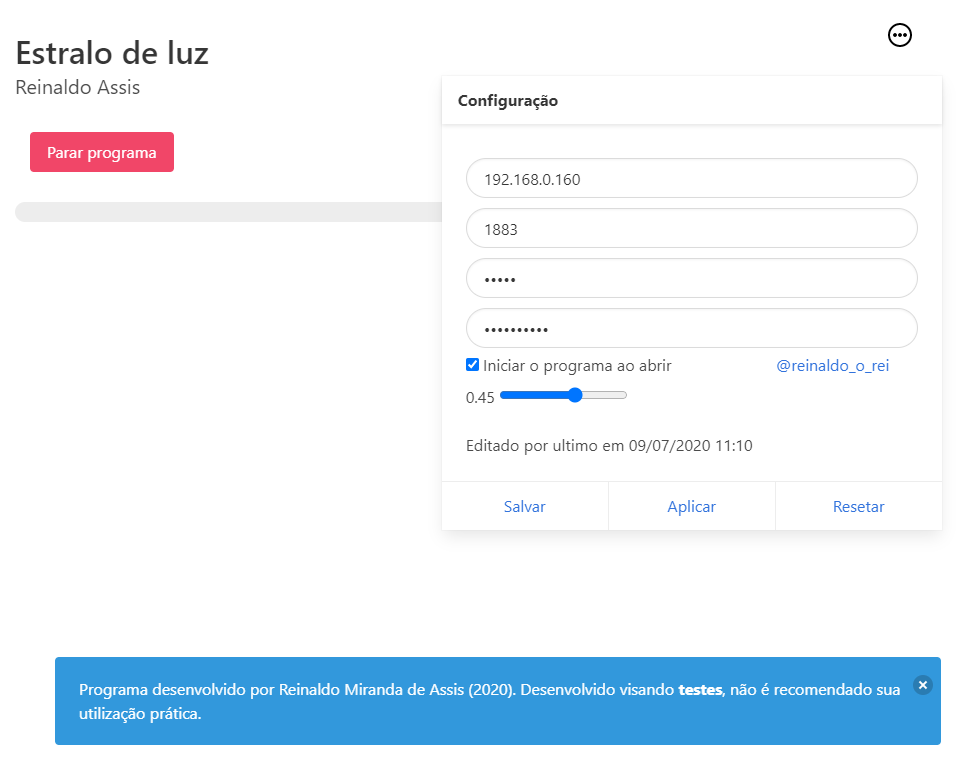 Estralo de luz
Reinaldo Assis
Parar programa
Configuração
192.168.0.160
1883
•••••
••••••••••
Iniciar o programa ao abrir
@reinaldo_o_rei
0.45
Editado por ultimo em 09/07/2020 11:10
Salvar
Aplicar
Resetar
Programa desenvolvido por Reinaldo Miranda de Assis (2020). Desenvolvido visando testes, não é recomendado sua
utilização prática.